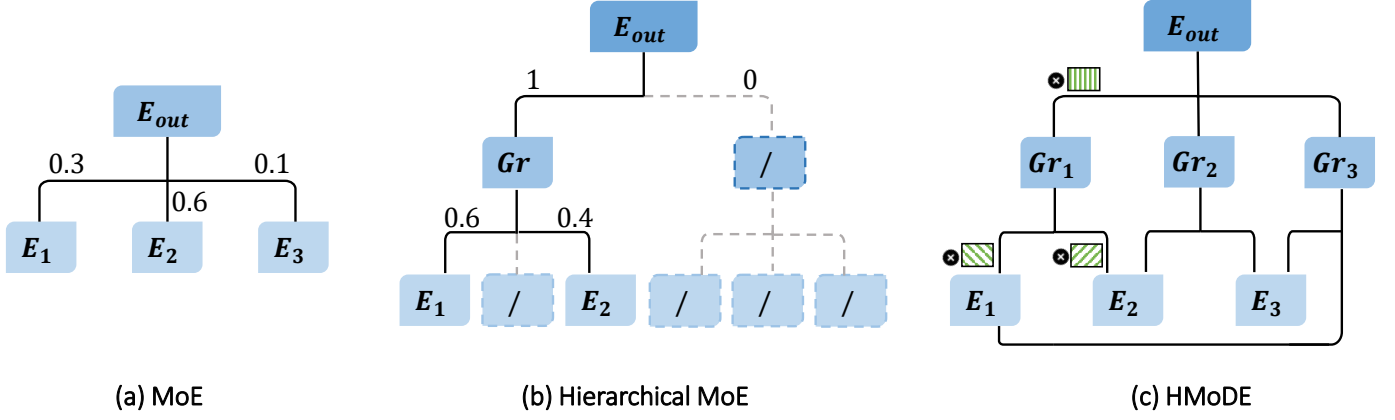 E_out
0.3
0.1
0.6
E_1
E_2
E_3
(a) MoE
E_out
1
0
Gr
/
0.6
0.4
E_1
/
E_2
/
/
/
(b) Hierarchical MoE
E_out
Gr_1
Gr_2
Gr_3
E_1
E_2
E_3
(c) HMoDE